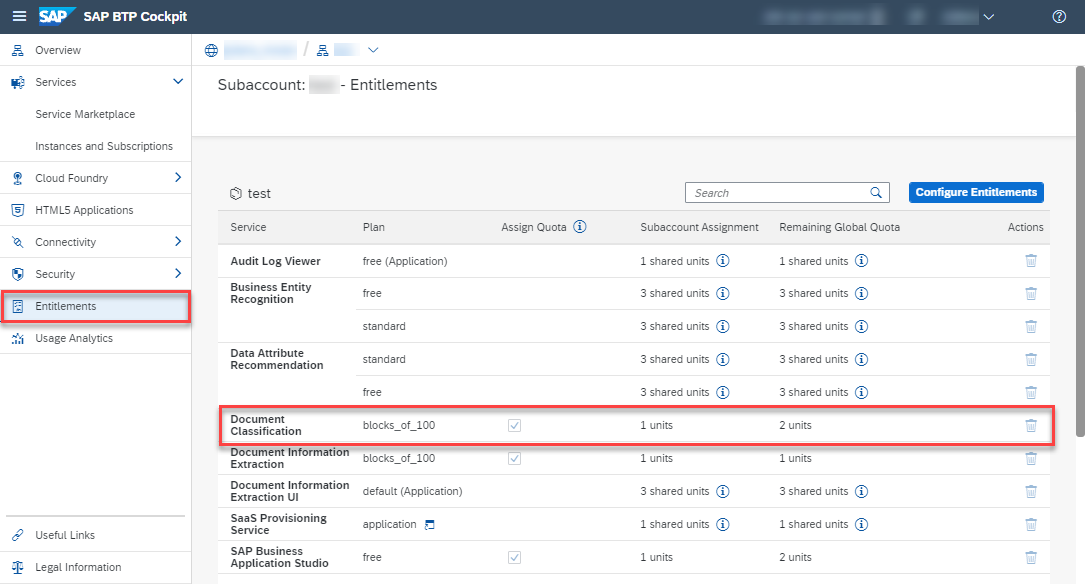 SAP SAP BTP Cockpit
Overview
Services
Service Marketplace
Instances and Subscriptions
Cloud Foundry
HTML5 Applications
Connectivity
Security
Entitlements
Usage Analytics
Useful Links
Legal Information
/
Subaccount: - Entitlements
test Search Configure Entitlements
Service Plan Assign Quota Subaccount Assignment Remaining Global Quota Actions
Audit Log Viewer free (Application) 1 shared units 1 shared units
Business Entity
Recognition free 3 shared units 3 shared units
standard 3 shared units 3 shared units
Data Attribute
Recommendation standard 3 shared units 3 shared units
free 3 shared units 3 shared units
Document
Classification blocks_of_100 1 units 2 units
Document Information
Extraction blocks_of_100 1 units 1 units
Document Information
Extraction UI default (Application) 3 shared units 3 shared units
SaaS Provisioning
Service application 1 shared units 1 shared units
SAP Business
Application Studio free 1 units 2 units